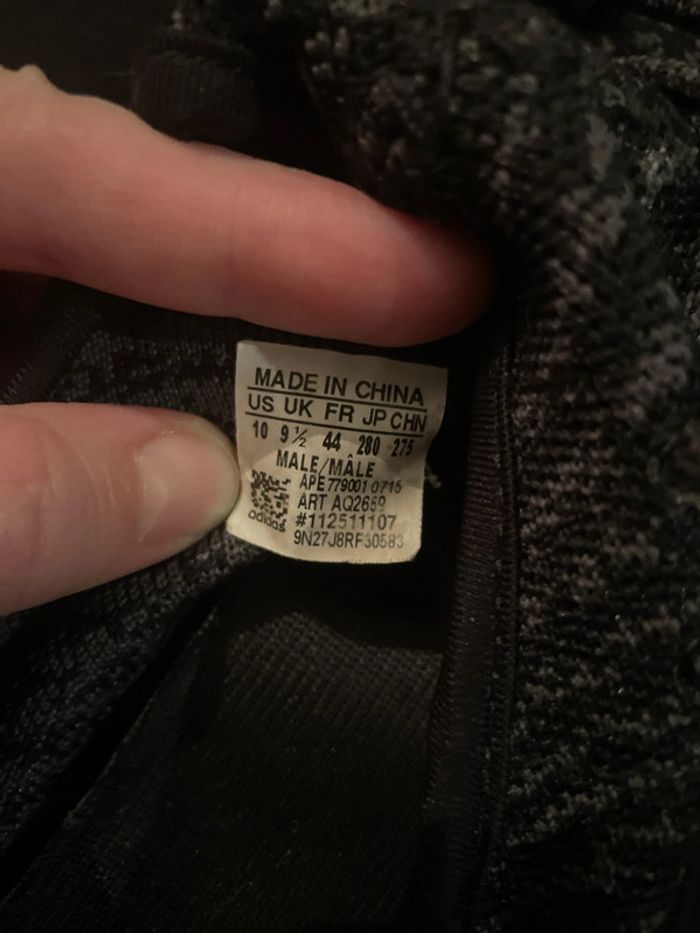 MADE IN CHINA
US UK FR JP CHN
10 9½ 44 280 275
MALE/MÂLE
APE 779001 0715
ART AQ2659
#112511107
adidas
9N27J8RF30583